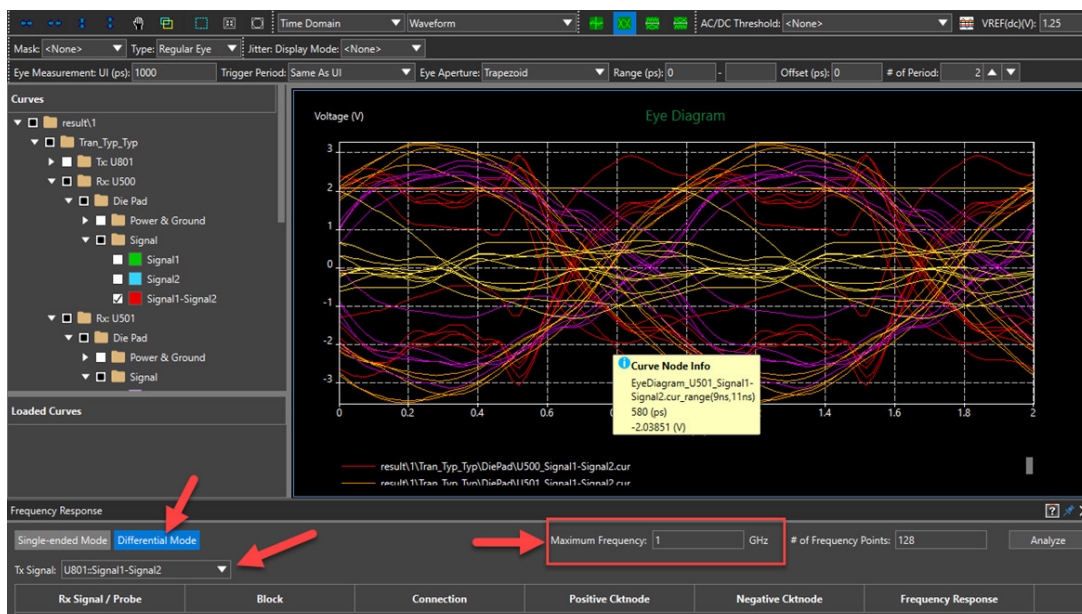 Time Domain Waveform AC/DC Threshold: <None> VREF(dc)(V): 1.25
Mask: <None> Type: Regular Eye Jitter: Display Mode: <None>
Eye Measurement: UI (ps): 1000 Trigger Period: Same As UI Eye Aperture: Trapezoid Range (ps): 0 - Offset (ps): 0 # of Period: 2
Curves
result\1
Tran_Typ_Typ
Tx: U801
Rx: U500
Die Pad
Power & Ground
Signal
Signal1
Signal2
Signal1-Signal2
Rx: U501
Die Pad
Power & Ground
Signal
Loaded Curves
Voltage (V)
Eye Diagram
3
2
1
0
-1
-2
-3
0 0.2 0.4 0.6 1.4 1.6 1.8 2
Curve Node Info
EyeDiagram_U501_Signal1-
Signal2.cur_range(9ns,11ns)
580 (ps)
-2.03851 (V)
result\1\Tran_Typ_Typ\DiePad\U500_Signal1-Signal2.cur
result\1\Tran_Typ_Typ\DiePad\U501_Signal1-Signal2.cur
Frequency Response
Single-ended Mode Differential Mode Maximum Frequency: 1 GHz # of Frequency Points: 128 Analyze
Tx Signal: U801::Signal1-Signal2
Rx Signal / Probe Block Connection Positive Cktnode Negative Cktnode Frequency Response